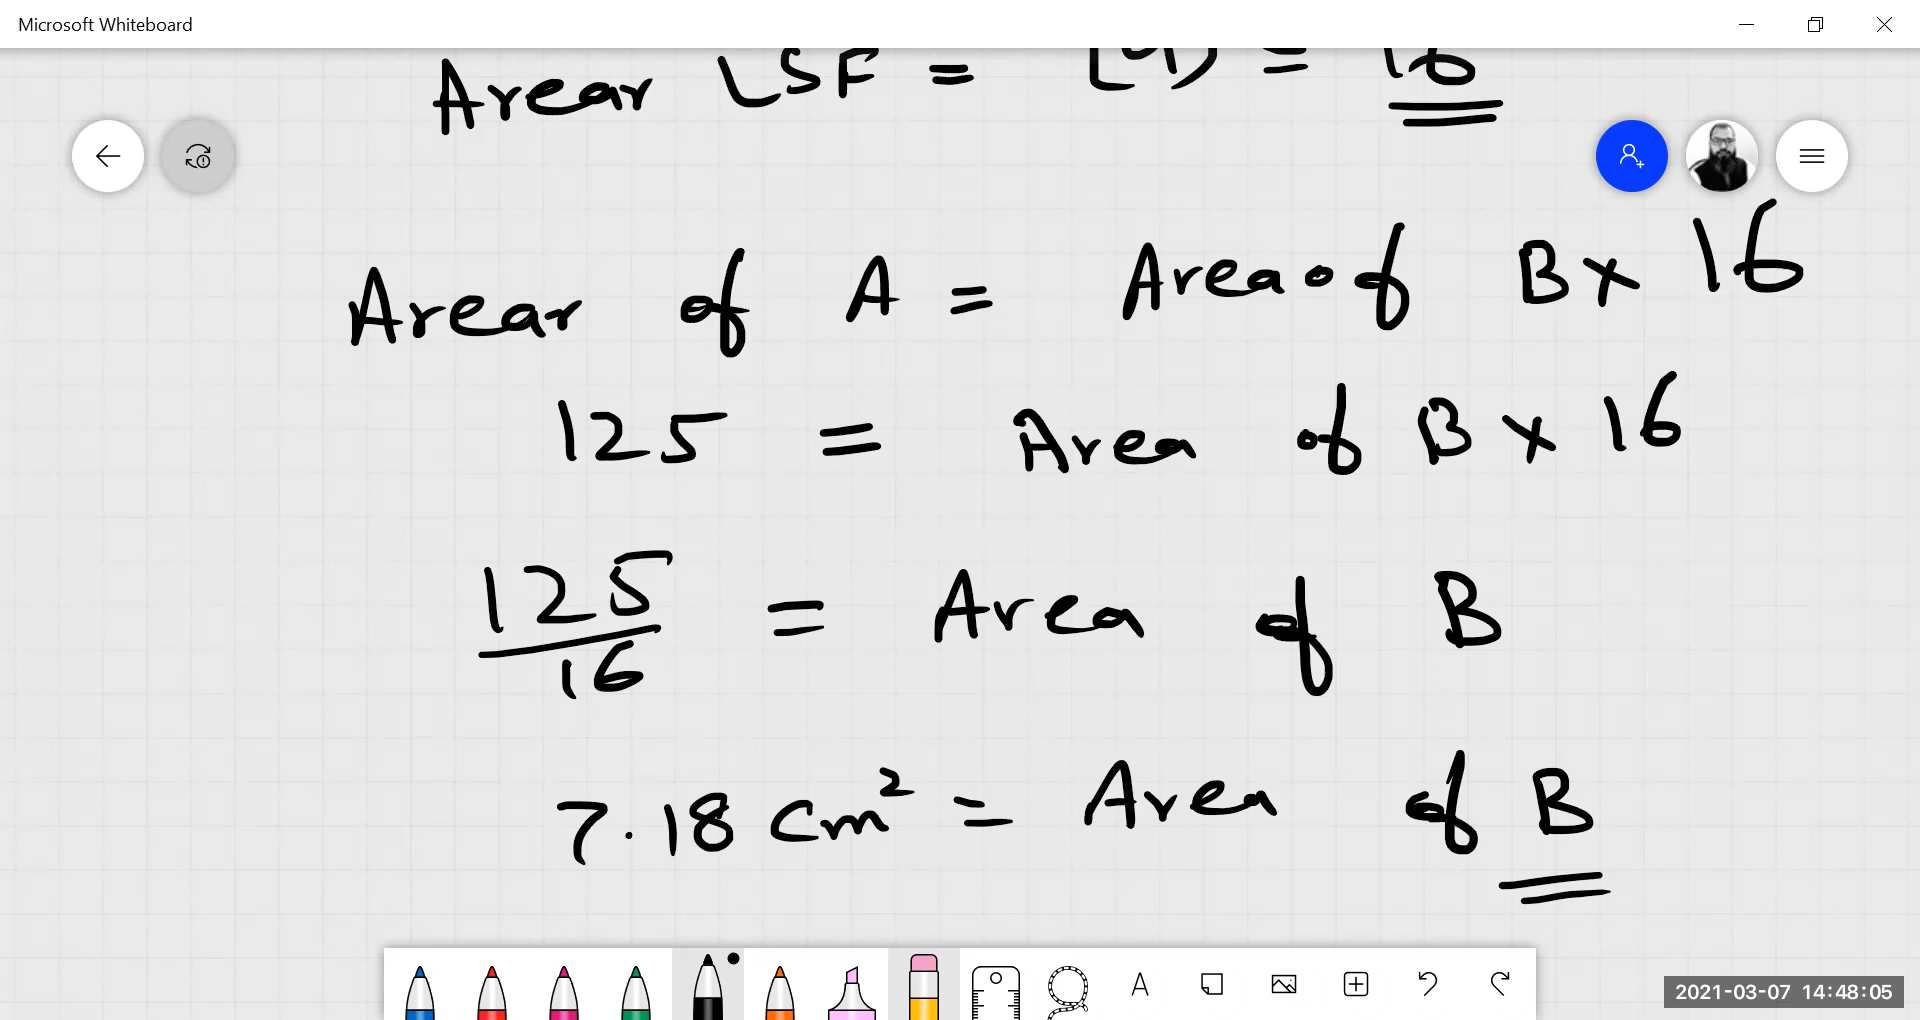 Microsoft Whiteboard
Arear LSF = = 16
Arear of A = Area of B × 16
125 = Area of B × 16
125/16 = Area of B
7.18 cm² = Area of B
A
2021-03-07 14:48:05